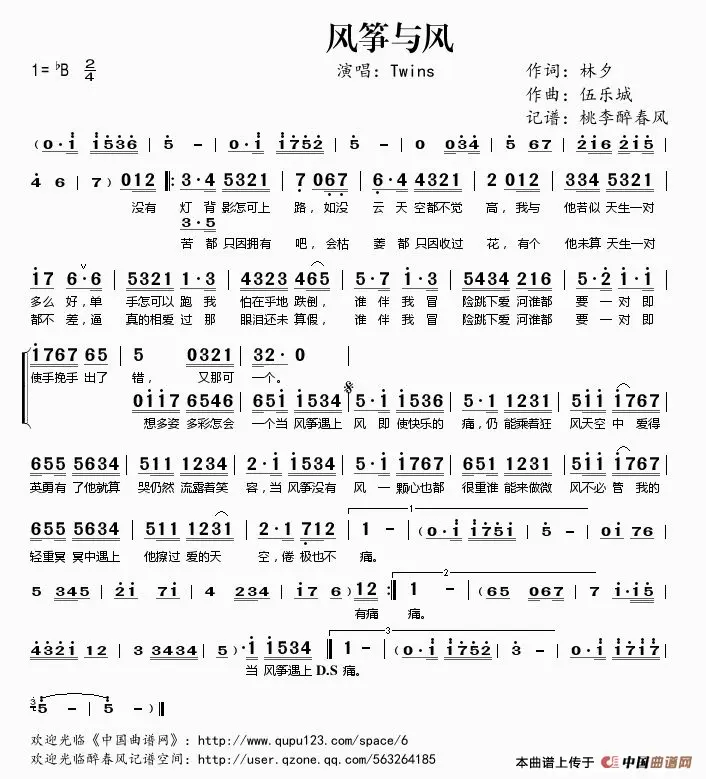 风筝与风
1=♭B 2/4
演唱：Twins
作词：林夕
作曲：伍乐城
记谱：桃李醉春风
(0·i i536 | 5 - | 0·i i752 | 5 - | 0 034 | 5 67 | 2i6 2i5 |
4 6 | 7) 012 |: 3·4 5321 | 7 067 | 6·4 4321 | 2 012 | 334 5321 |
没有 灯 背 影怎可上 路，如没 云 天 空都不觉 高，我与 他若似 天生一对
3·5
苦 都 只因拥有 吧，会枯 萎 都 只因收过 花，有个 他未算 天生一对
i7 6·6 | 5321 1·3 | 4323 465 | 5·7 i·3 | 5434 216 | 5·2 i·i |
多么 好，单 手怎可以 跑 我 怕在乎地 跌倒， 谁 伴 我 冒 险跳下爱 河谁都 要 一 对 即
都不 差，逼 真的相爱 过 那 眼泪还未 算假， 谁 伴 我 冒 险跳下爱 河谁都 要 一 对 即
i767 65 | 5 0321 | 32·0 |
使手挽手 出了 错， 又那可 一个。
0ii7 6546 | 65i i534 | 5·i i534 | 5·5 1231 | 5ii i767 |
想多姿 多彩怎会 一个当 风筝遇上 风 即 使快乐的 痛，仍 能乘着狂 风天空 中 爱得
655 5634 | 511 1234 | 2·i i534 | 5·i i767 | 655 1231 | 5ii i767 |
英勇有 了他就算 哭仍然 流露着笑 容，当 风筝没有 风 一 颗心也都 很重谁 能来做微 风不必 管 我的
1
655 5634 | 511 1231 | 2·1 712 | 1 - | (0·i i75i | 5 - | 0i 76 |
轻重冥 冥中遇上 他擦过 爱的天 空，倦 极也不 痛。
2
5 345 | 2i 7i | 4 234 | i7 6) 12 :| 1 - | (65 067 | 7 i·i5 |
有痛 痛。
3
432i 12 | 3 3434 | 5)·i i534 | 1 - | (0·i i752 | 3 - | 0·i i7i7 |
当 风筝遇上 D.S 痛。
5 - | 5 - )|
欢迎光临《中国曲谱网》：http://www.qupu123.com/space/6
欢迎光临醉春风记谱空间：http://user.qzone.qq.com/563264185
本曲谱上传于 中国曲谱网